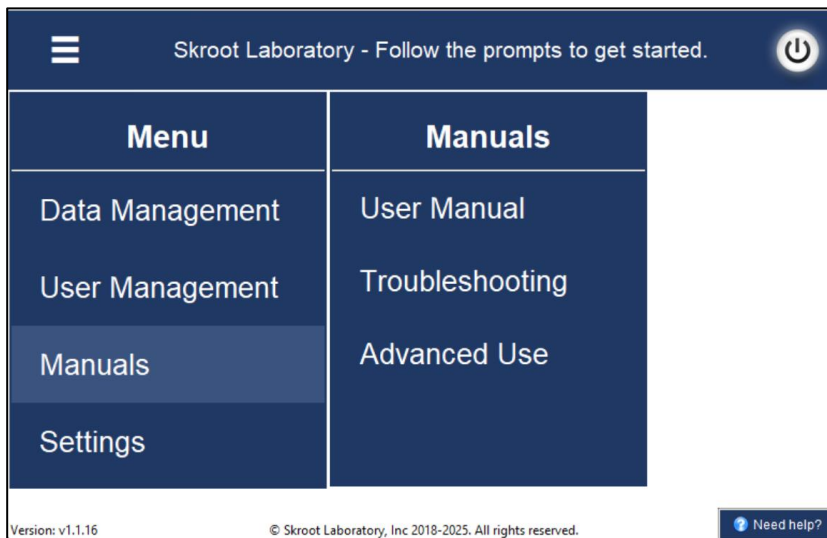 Skroot Laboratory - Follow the prompts to get started.
Menu
Data Management
User Management
Manuals
Settings
Manuals
User Manual
Troubleshooting
Advanced Use
Version: v1.1.16
© Skroot Laboratory, Inc 2018-2025. All rights reserved.
Need help?